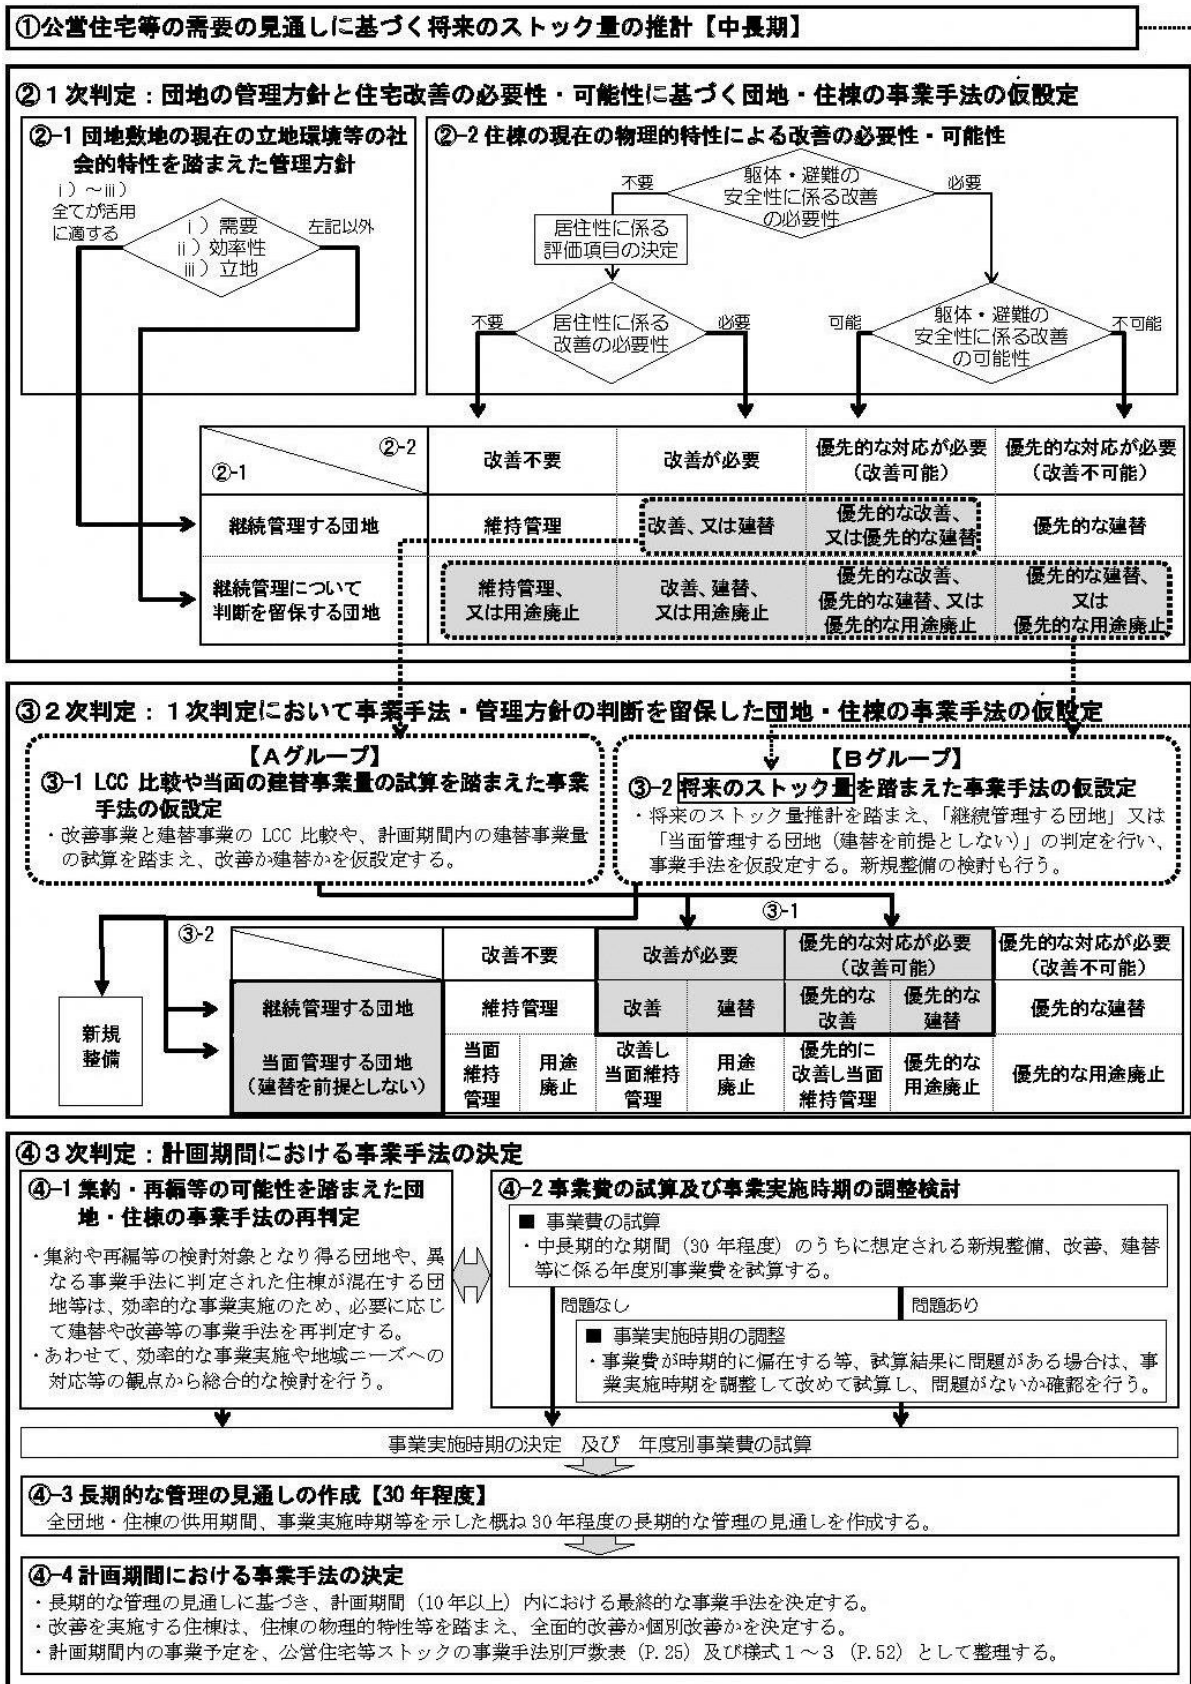 ①公営住宅等の需要の見通しに基づく将来のストック量の推計【中長期】
②１次判定：団地の管理方針と住宅改善の必要性・可能性に基づく団地・住棟の事業手法の仮設定
②-1 団地敷地の現在の立地環境等の社
会的特性を踏まえた管理方針
ⅰ）～ⅲ）
全てが活用
に適する
ⅰ）需要
ⅱ）効率性
ⅲ）立地
左記以外
②-2 住棟の現在の物理的特性による改善の必要性・可能性
不要
躯体・避難の
安全性に係る改善
の必要性
必要
居住性に係る
評価項目の決定
不要
居住性に係る
改善の必要性
必要
可能
躯体・避難の
安全性に係る改善
の可能性
不可能
②-2
②-1
改善不要
改善が必要
優先的な対応が必要
（改善可能）
優先的な対応が必要
（改善不可能）
継続管理する団地
維持管理
改善、又は建替
優先的な改善、
又は優先的な建替
優先的な建替
継続管理について
判断を留保する団地
維持管理、
又は用途廃止
改善、建替、
又は用途廃止
優先的な改善、
優先的な建替、又は
優先的な用途廃止
優先的な建替、
又は
優先的な用途廃止
③２次判定：１次判定において事業手法・管理方針の判断を留保した団地・住棟の事業手法の仮設定
【Ａグループ】
③-1 LCC 比較や当面の建替事業量の試算を踏まえた事業
手法の仮設定
・改善事業と建替事業の LCC 比較や、計画期間内の建替事業量
の試算を踏まえ、改善か建替かを仮設定する。
【Ｂグループ】
③-2 将来のストック量を踏まえた事業手法の仮設定
・将来のストック量推計を踏まえ、「継続管理する団地」又は
「当面管理する団地（建替を前提としない）」の判定を行い、
事業手法を仮設定する。新規整備の検討も行う。
③-1
③-2
改善不要
改善が必要
優先的な対応が必要
（改善可能）
優先的な対応が必要
（改善不可能）
新規
整備
継続管理する団地
維持管理
改善
建替
優先的な
改善
優先的な
建替
優先的な建替
当面管理する団地
（建替を前提としない）
当面
維持
管理
用途
廃止
改善し
当面維持
管理
用途
廃止
優先的に
改善し当面
維持管理
優先的な
用途廃止
優先的な用途廃止
④３次判定：計画期間における事業手法の決定
④-1 集約・再編等の可能性を踏まえた団
地・住棟の事業手法の再判定
・集約や再編等の検討対象となり得る団地や、異
なる事業手法に判定された住棟が混在する団
地等は、効率的な事業実施のため、必要に応じ
て建替や改善等の事業手法を再判定する。
・あわせて、効率的な事業実施や地域ニーズへの
対応等の観点から総合的な検討を行う。
④-2 事業費の試算及び事業実施時期の調整検討
■ 事業費の試算
・中長期的な期間（30 年程度）のうちに想定される新規整備、改善、建替
等に係る年度別事業費を試算する。
問題なし
問題あり
■ 事業実施時期の調整
・事業費が時期的に偏在する等、試算結果に問題がある場合は、事
業実施時期を調整して改めて試算し、問題がないか確認を行う。
事業実施時期の決定　及び　年度別事業費の試算
④-3 長期的な管理の見通しの作成【30 年程度】
全団地・住棟の供用期間、事業実施時期等を示した概ね 30 年程度の長期的な管理の見通しを作成する。
④-4 計画期間における事業手法の決定
・長期的な管理の見通しに基づき、計画期間（10 年以上）内における最終的な事業手法を決定する。
・改善を実施する住棟は、住棟の物理的特性等を踏まえ、全面的改善か個別改善かを決定する。
・計画期間内の事業予定を、公営住宅等ストックの事業手法別戸数表（P.25）及び様式１～３（P.52）として整理する。